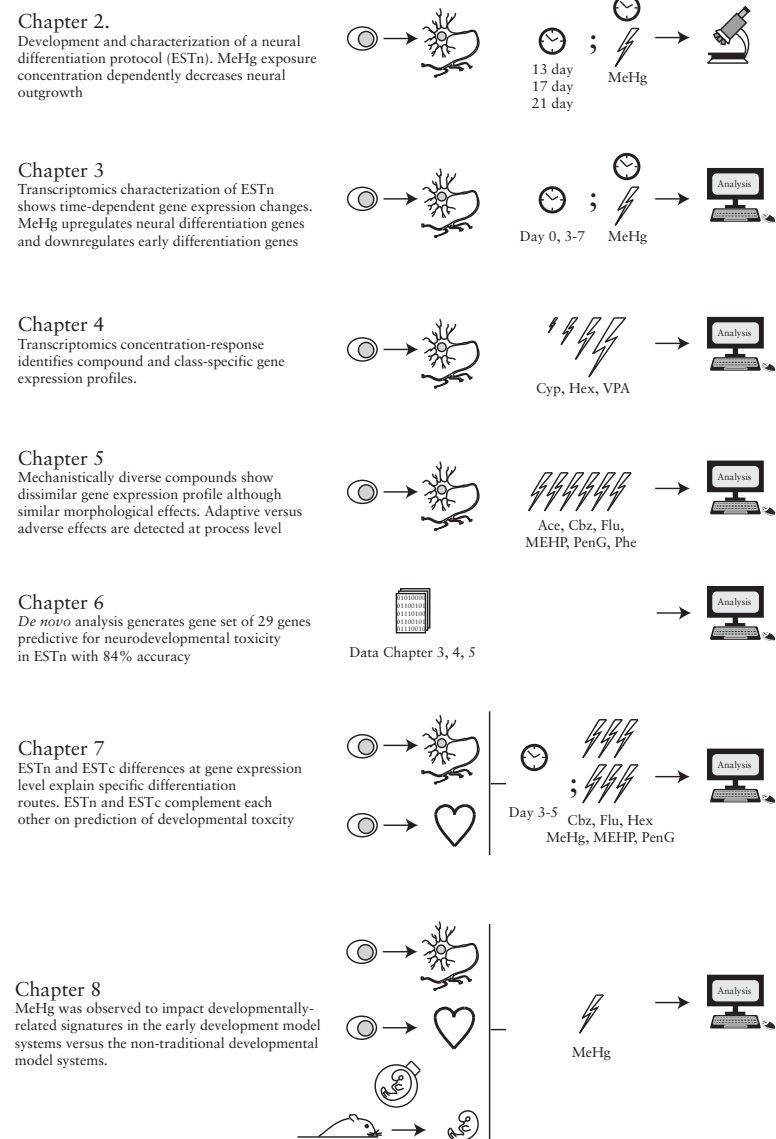 Chapter 2.
Development and characterization of a neural
differentiation protocol (ESTn). MeHg exposure
concentration dependently decreases neural
outgrowth
13 day
17 day
21 day
;
MeHg
Chapter 3
Transcriptomics characterization of ESTn
shows time-dependent gene expression changes.
MeHg upregulates neural differentiation genes
and downregulates early differentiation genes
Day 0, 3-7
;
MeHg
Analysis
Chapter 4
Transcriptomics concentration-response
identifies compound and class-specific gene
expression profiles.
Cyp, Hex, VPA
Analysis
Chapter 5
Mechanistically diverse compounds show
dissimilar gene expression profile although
similar morphological effects. Adaptive versus
adverse effects are detected at process level
Ace, Cbz, Flu,
MEHP, PenG, Phe
Analysis
Chapter 6
De novo analysis generates gene set of 29 genes
predictive for neurodevelopmental toxicity
in ESTn with 84% accuracy
01010000
01100101
01110100
01100101
01110010
Data Chapter 3, 4, 5
Analysis
Chapter 7
ESTn and ESTc differences at gene expression
level explain specific differentiation
routes. ESTn and ESTc complement each
other on prediction of developmental toxcity
Day 3-5
;
Cbz, Flu, Hex
MeHg, MEHP, PenG
Analysis
Chapter 8
MeHg was observed to impact developmentally-
related signatures in the early development model
systems versus the non-traditional developmental
model systems.
MeHg
Analysis